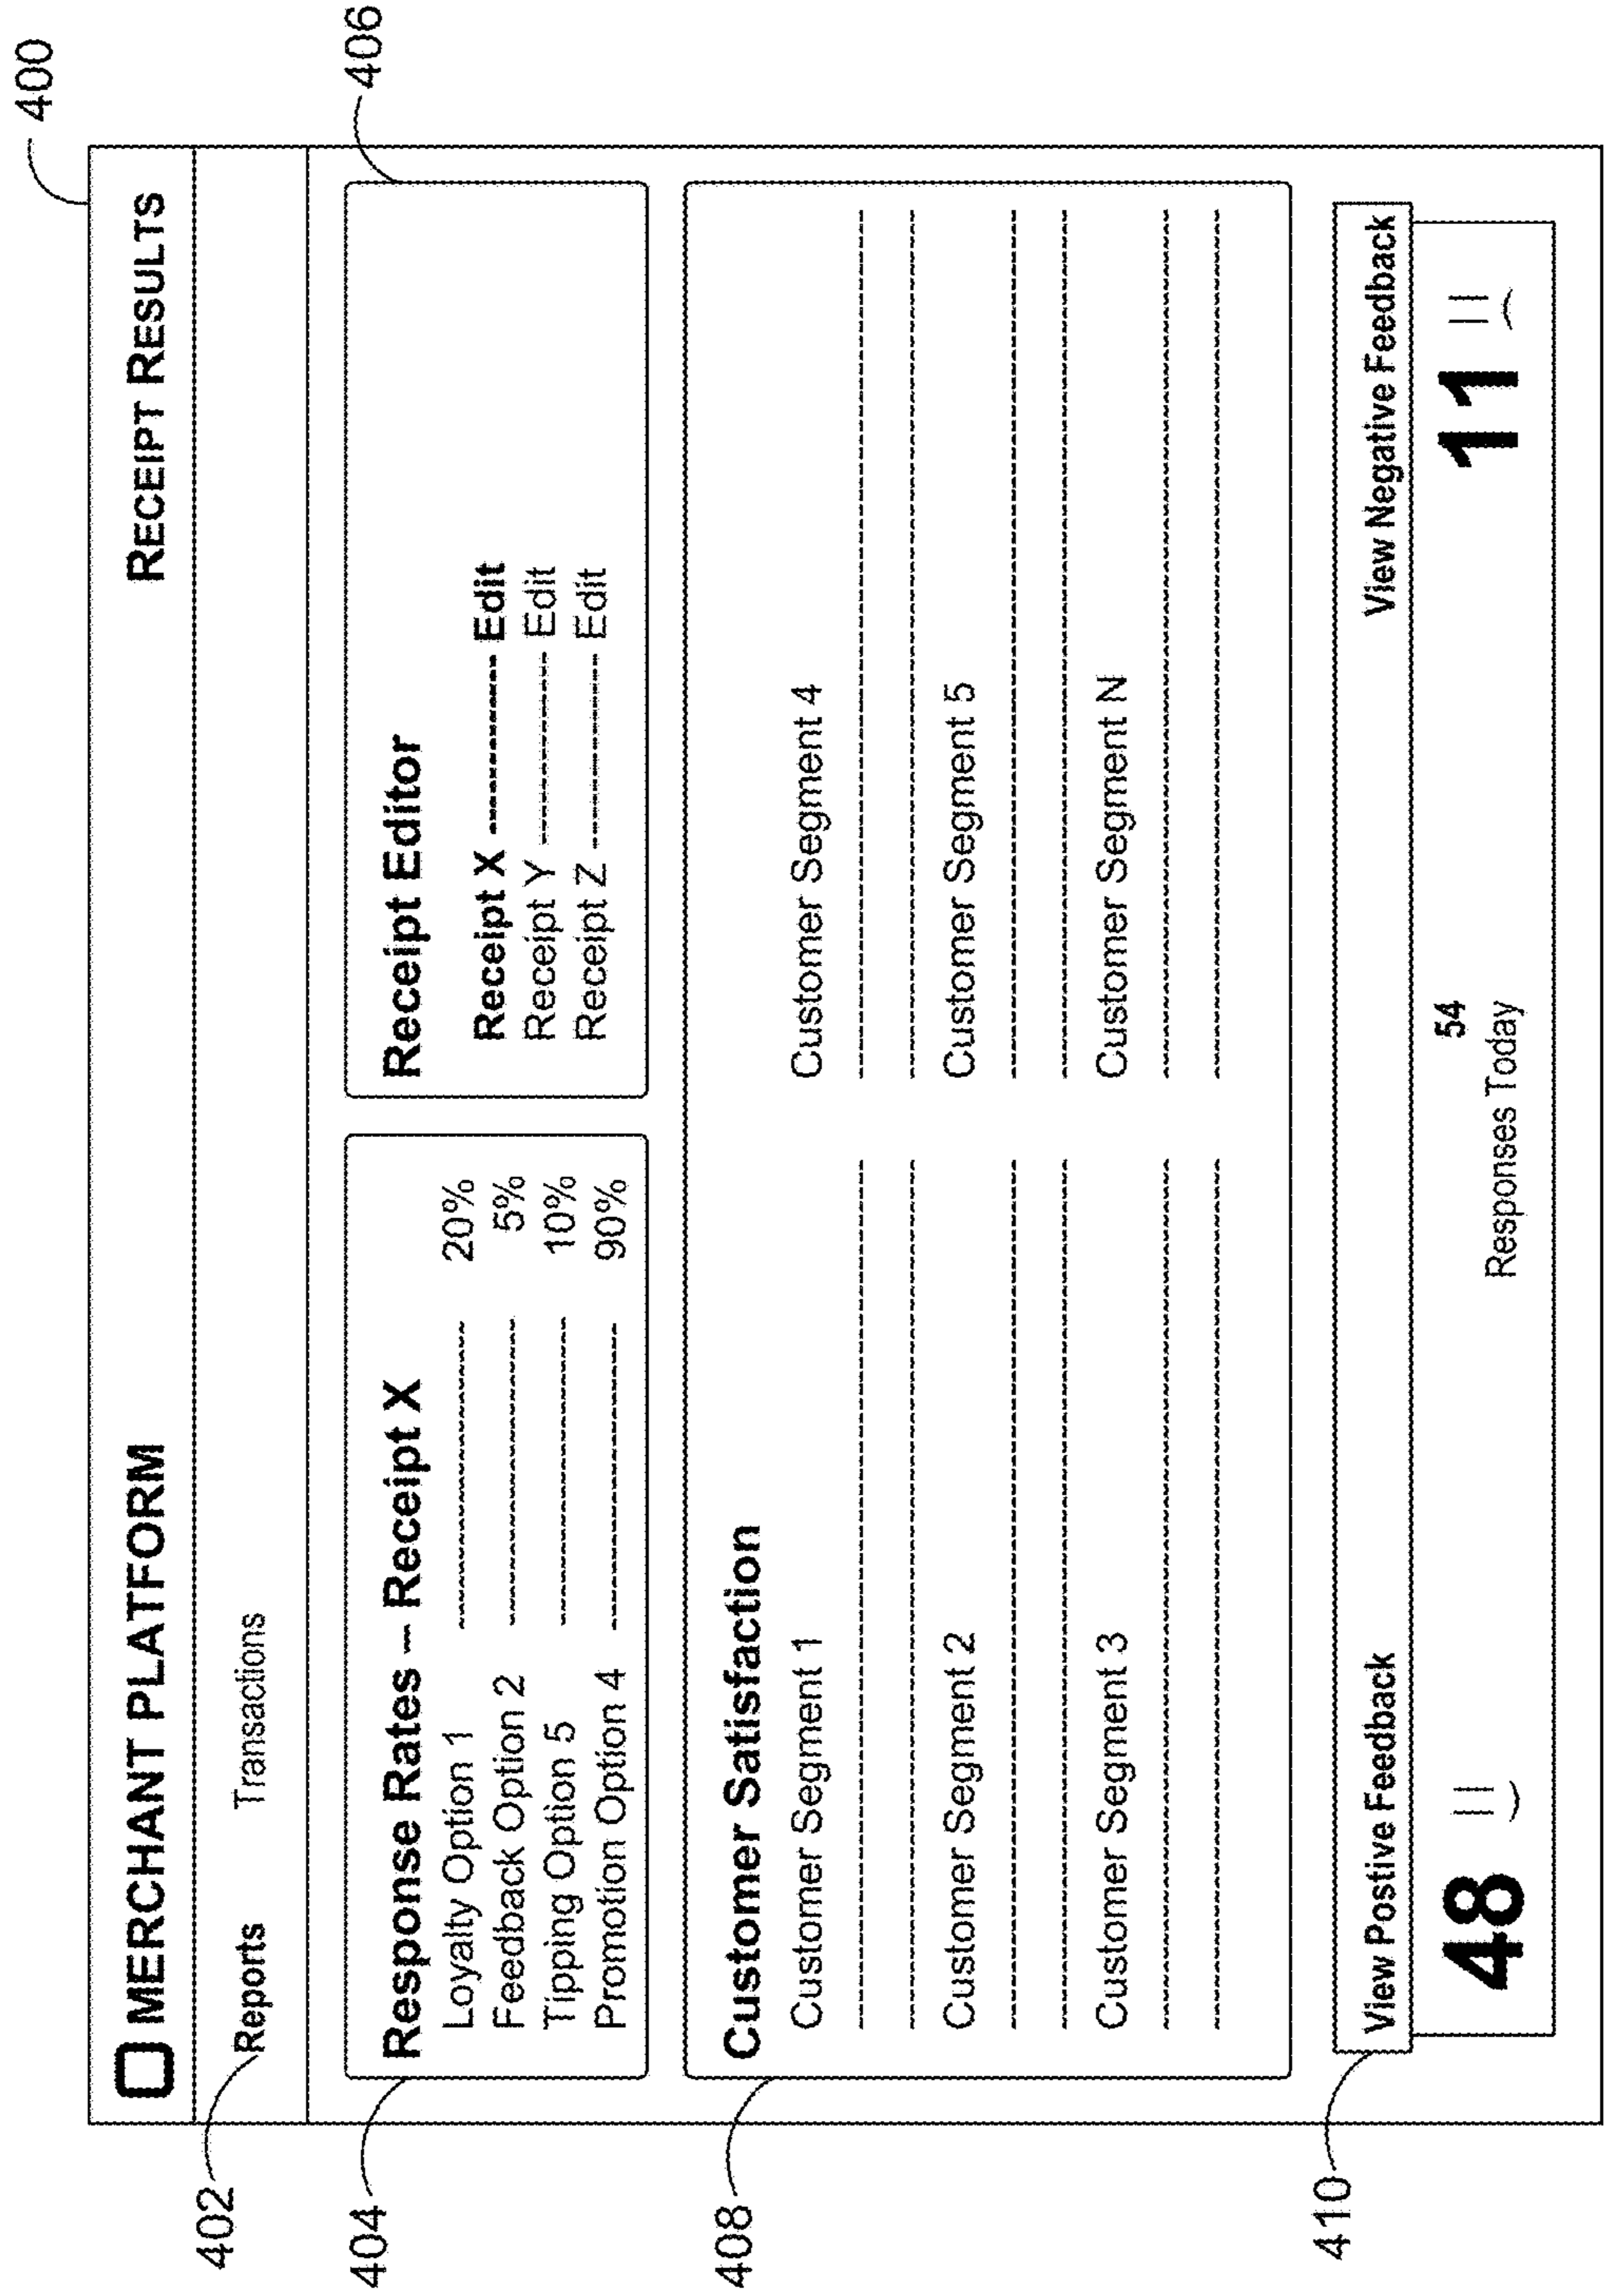 400
MERCHANT PLATFORM RECEIPT RESULTS
402
Reports Transactions
404
Response Rates – Receipt X
Loyalty Option 1 ---------- 20%
Feedback Option 2 ---------- 5%
Tipping Option 5 ---------- 10%
Promotion Option 4 ---------- 90%
406
Receipt Editor
Receipt X ---------- Edit
Receipt Y ---------- Edit
Receipt Z ---------- Edit
408
Customer Satisfaction
Customer Segment 1 Customer Segment 4
Customer Segment 2 Customer Segment 5
Customer Segment 3 Customer Segment N
410
View Postive Feedback View Negative Feedback
48 54 11
Responses Today